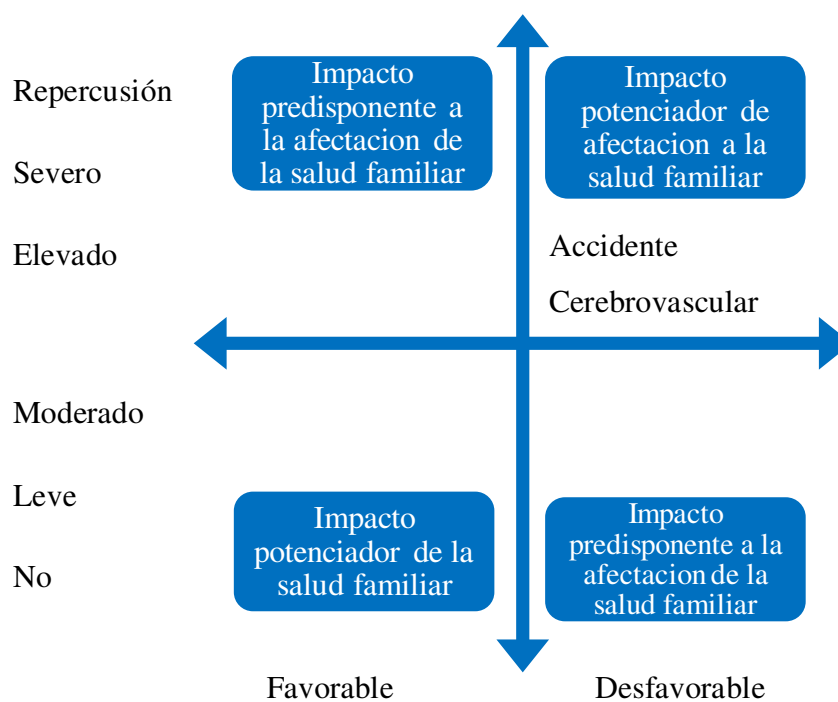 Repercusión
Severo
Elevado
Moderado
Leve
No
Impacto
predisponente a
la afectacion de
la salud familiar
Impacto
potenciador de
afectacion a la
salud familiar
Accidente
Cerebrovascular
Impacto
potenciador de la
salud familiar
Impacto
predisponente a la
afectacion de la
salud familiar
Favorable
Desfavorable